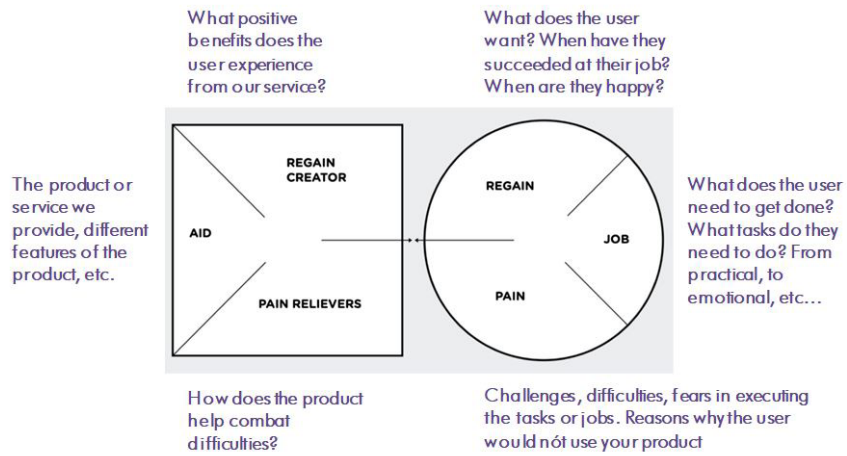 What positive
benefits does the
user experience
from our service?
What does the user
want? When have they
succeeded at their job?
When are they happy?
The product or
service we
provide, different
features of the
product, etc.
REGAIN
CREATOR
AID
PAIN RELIEVERS
REGAIN
JOB
PAIN
What does the user
need to get done?
What tasks do they
need to do? From
practical, to
emotional, etc...
How does the product
help combat
difficulties?
Challenges, difficulties, fears in executing
the tasks or jobs. Reasons why the user
would nót use your product